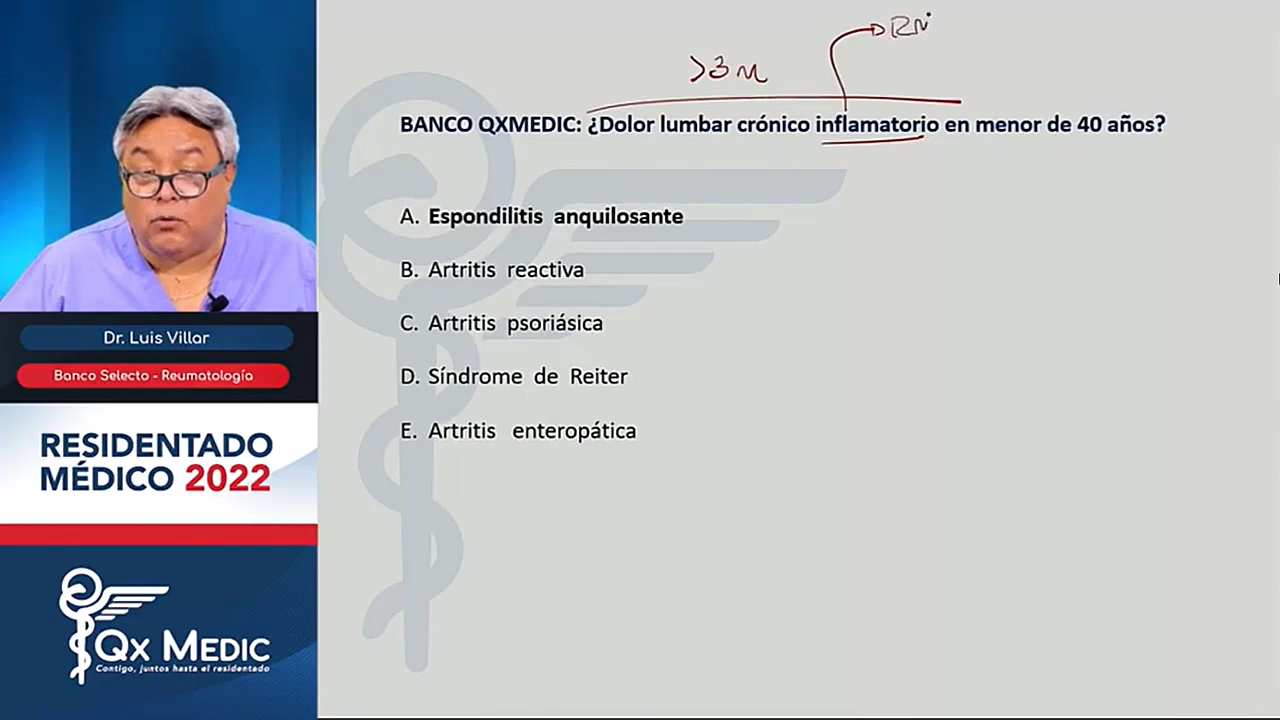 >3m
RM
BANCO QXMEDIC: ¿Dolor lumbar crónico inflamatorio en menor de 40 años?
A. Espondilitis anquilosante
B. Artritis reactiva
C. Artritis psoriásica
D. Síndrome de Reiter
E. Artritis enteropática
Dr. Luis Villar
Banco Selecto - Reumatología
RESIDENTADO
MÉDICO 2022
QX MEDIC
Contigo, juntos hasta el residentado